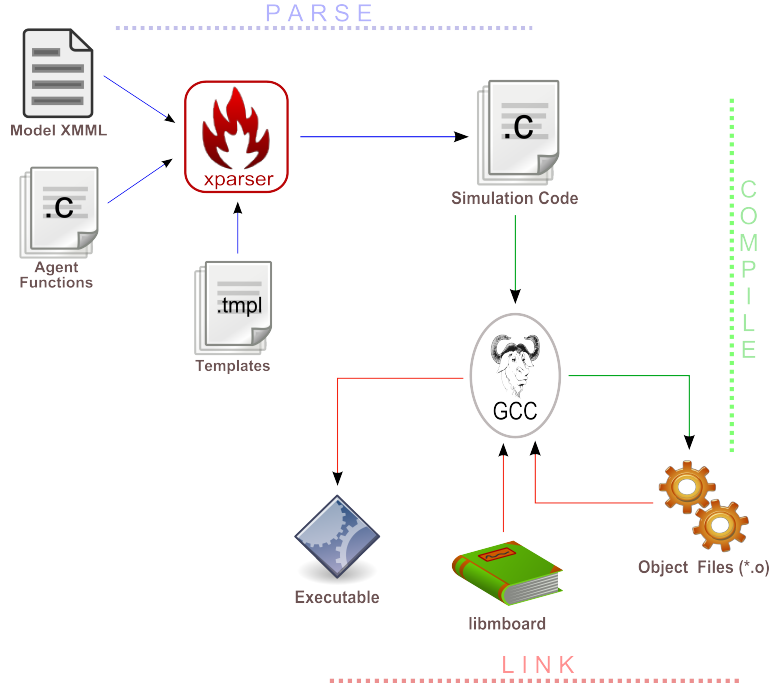 PARSE
Model XMML
xparser
.C
Simulation Code
.C
Agent
Functions
.tmpl
Templates
COMPILE
GCC
Executable
libmboard
Object Files (*.o)
LINK